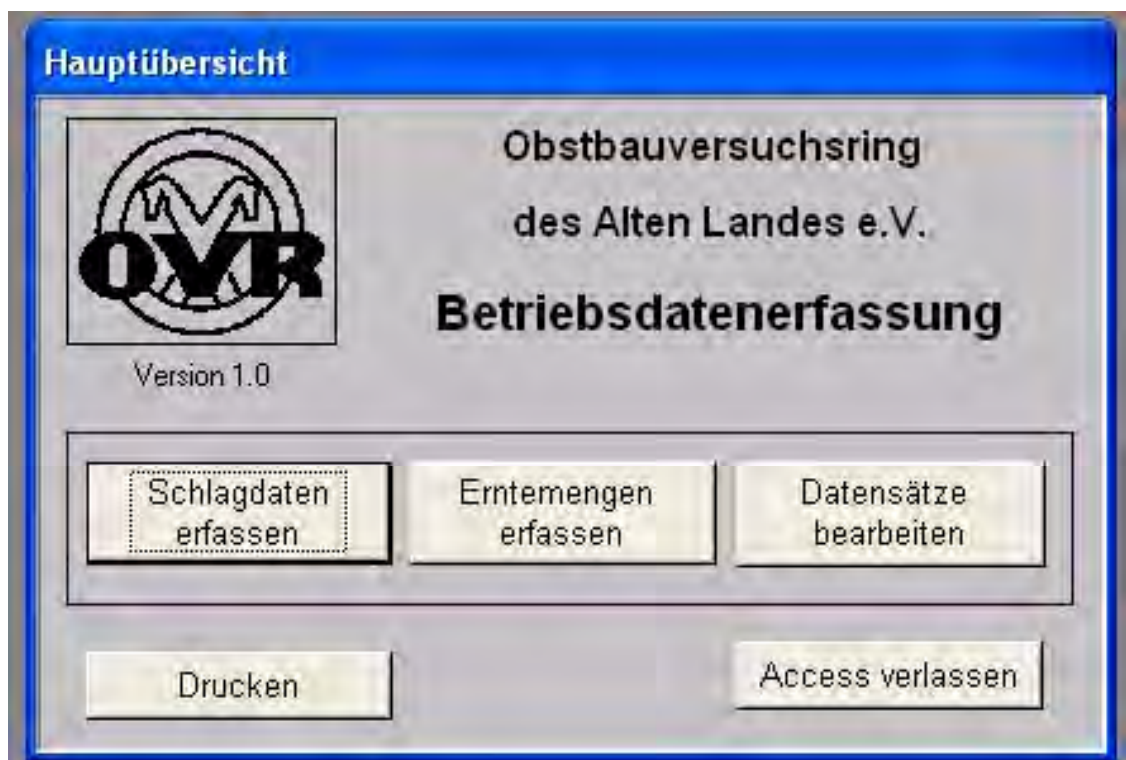 Hauptübersicht
Obstbauversuchsring
des Alten Landes e.V.
Betriebsdatenerfassung
OVR
Version 1.0
Schlagdaten
erfassen
Erntemengen
erfassen
Datensätze
bearbeiten
Drucken
Access verlassen